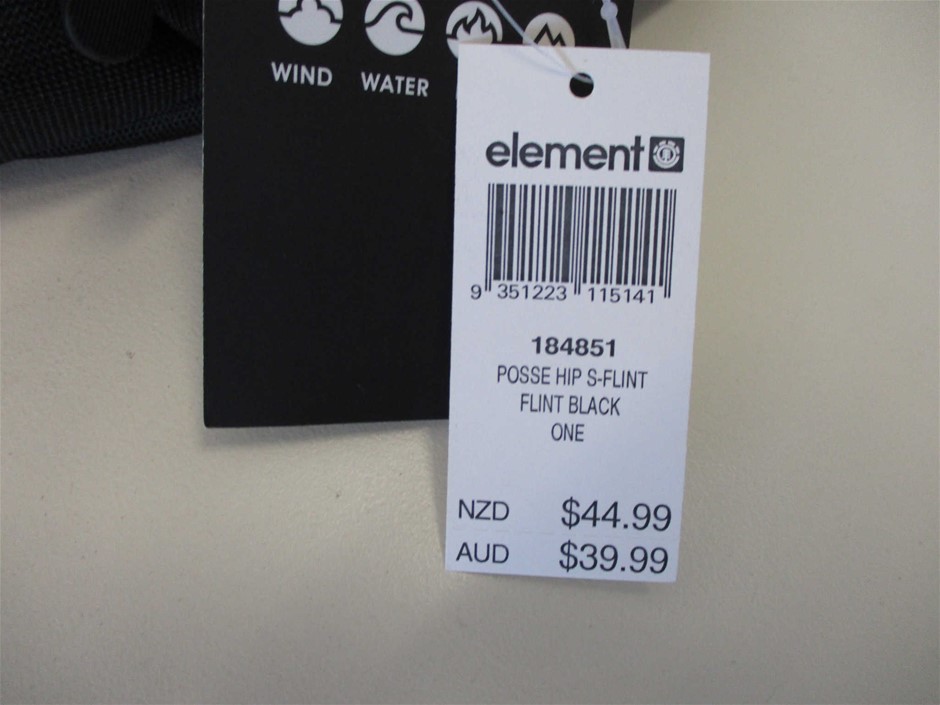 WIND WATER
element
9 351223 115141
184851
POSSE HIP S-FLINT
FLINT BLACK
ONE
NZD $44.99
AUD $39.99